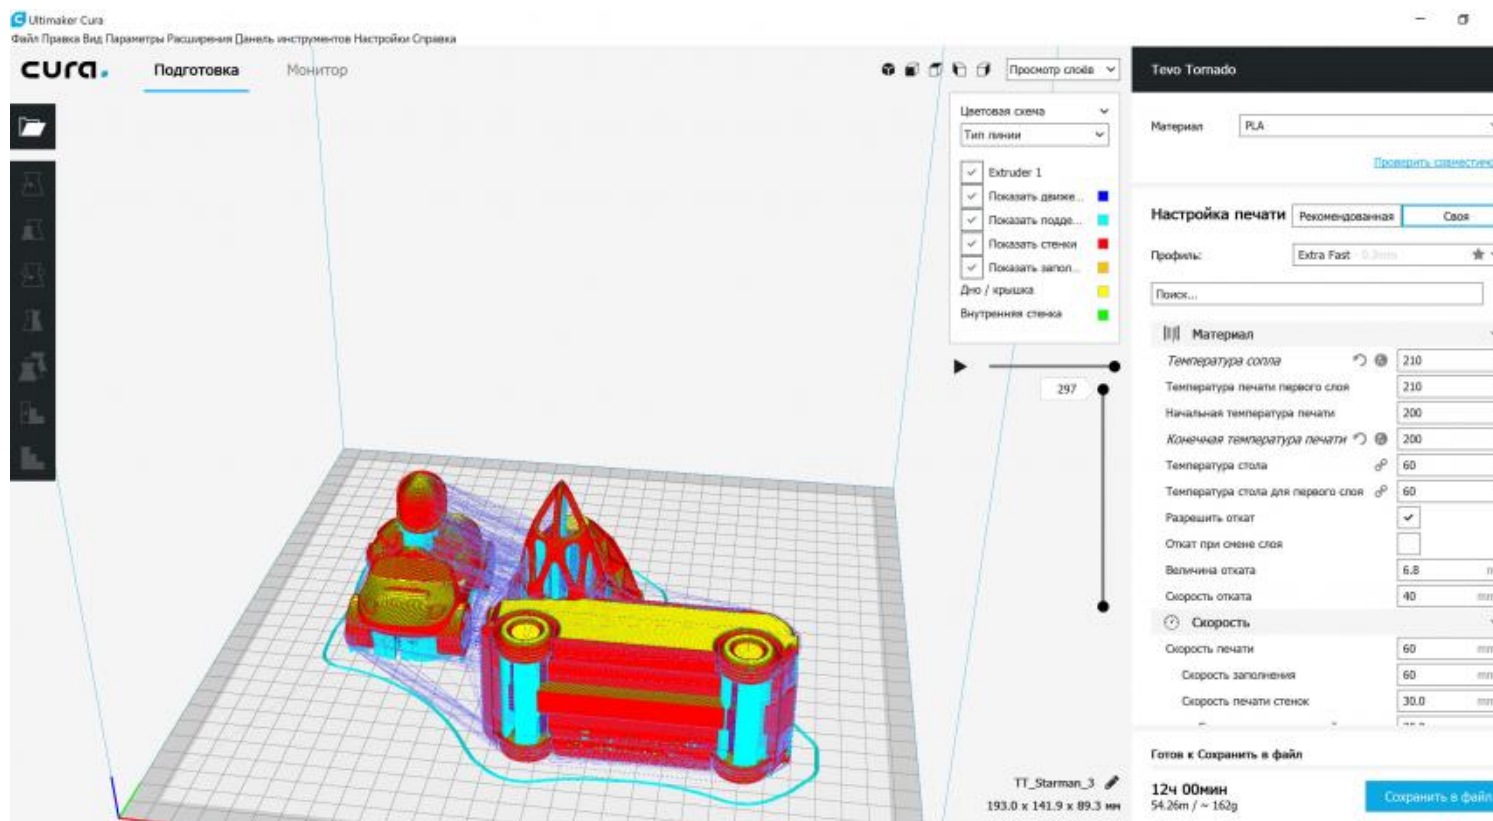 Ultimaker Cura
Файл Правка Вид Параметры Расширения Панель инструментов Настройки Справка
cura.
Подготовка
Монитор
Просмотр слоёв
Tevo Tornado
Цветовая схема
Тип линии
Extruder 1
Показать движе...
Показать подде...
Показать стенки
Показать запол...
Дно / крышка
Внутренняя стенка
297
Материал
PLA
Проверить
Настройка печати
Рекомендованная
Своя
Профиль:
Extra Fast 0.3mm
Поиск...
Материал
Температура сопла 210
Температура печати первого слоя 210
Начальная температура печати 200
Конечная температура печати 200
Температура стола 60
Температура стола для первого слоя 60
Разрешить откат
Откат при смене слоя
Величина отката 6.8
Скорость отката 40
Скорость
Скорость печати 60
Скорость заполнения 60
Скорость печати стенок 30.0
Готов к Сохранить в файл
12ч 00мин
54.26m / ~ 162g
Сохранить в файл
TT_Starman_3
193.0 x 141.9 x 89.3 мм